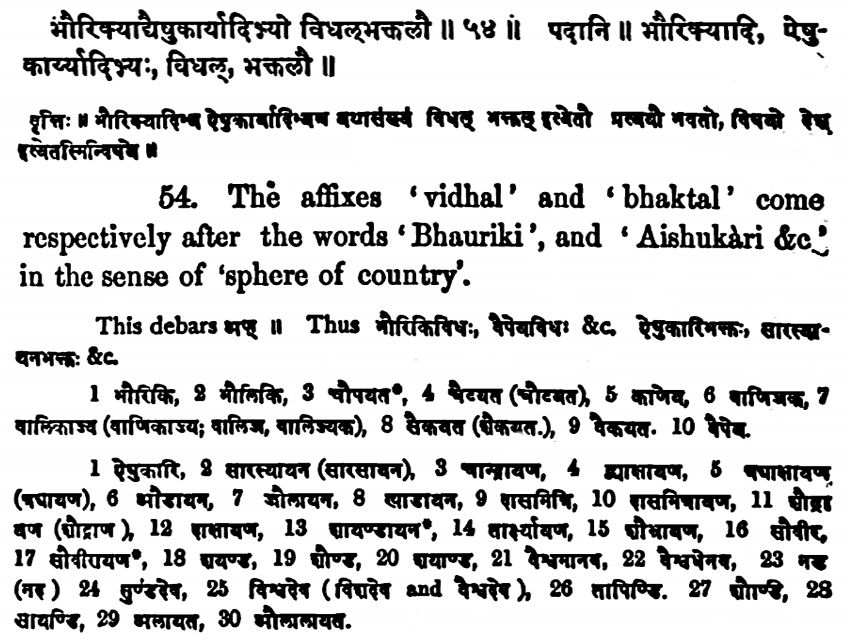 भौरिक्याद्यैषुकार्यादिभ्यो विधल्भक्तलौ ॥ ५४ ॥ पदानि ॥ भौरिक्यादि, ऐषु-
कार्य्यादिभ्यः, विधल्, भक्तलौ ॥
वृत्तिः ॥ भौरिक्यादिभ्य ऐषुकार्यादिभ्यश्च यथासंख्यं विधल् भक्तल् इत्येतौ प्रत्ययौ भवतो, विषयो देश
इत्येतस्मिन्विषये ॥
54. The affixes ‘vidhal’ and ‘bhaktal’ come
respectively after the words ‘Bhauriki’, and ‘Aishukàri &c.’
in the sense of ‘sphere of country’.
This debars अण् ॥ Thus भौरिकिविधः, वैपेयविधः &c. ऐषुकारिभक्तः, सारस्या-
यनभक्तः &c.
1 भौरिकि, 2 भौलिकि, 3 चौपयत*, 4 चैटयत (चौटयत), 5 काणेय, 6 वाणिजक, 7
वालिकाज्य (वाणिकाज्य; वालिज, वालिज्यक), 8 सैकयत (शैकयत.), 9 वैकयत. 10 वैपेय.
1 ऐषुकारि, 2 सारस्यायन (सारसायन), 3 चान्द्रायण, 4 द्व्याक्षायण, 5 त्र्याक्षायण
(त्र्यायण), 6 औडायन, 7 जौलायन, 8 खाडायन, 9 दासमित्रि, 10 दासमित्रायण, 11 शौद्रा
यण (शौद्राण), 12 दाक्षायण, 13 शायण्डायन*, 14 तार्क्ष्यायण, 15 शौभ्रायण, 16 सौवीर,
17 सौवीरायण*, 18 शयण्ड, 19 शौण्ड, 20 शयाण्ड, 21 वैश्वमानव, 22 वैश्वधेनव, 23 नड
(नद) 24 तुण्डदेव, 25 विश्वदेव (विशदेव and वैश्वदेव), 26 सापिण्डि. 27 शौण्डि, 28
शायण्डि, 29 अलायत, 30 औलालायत.